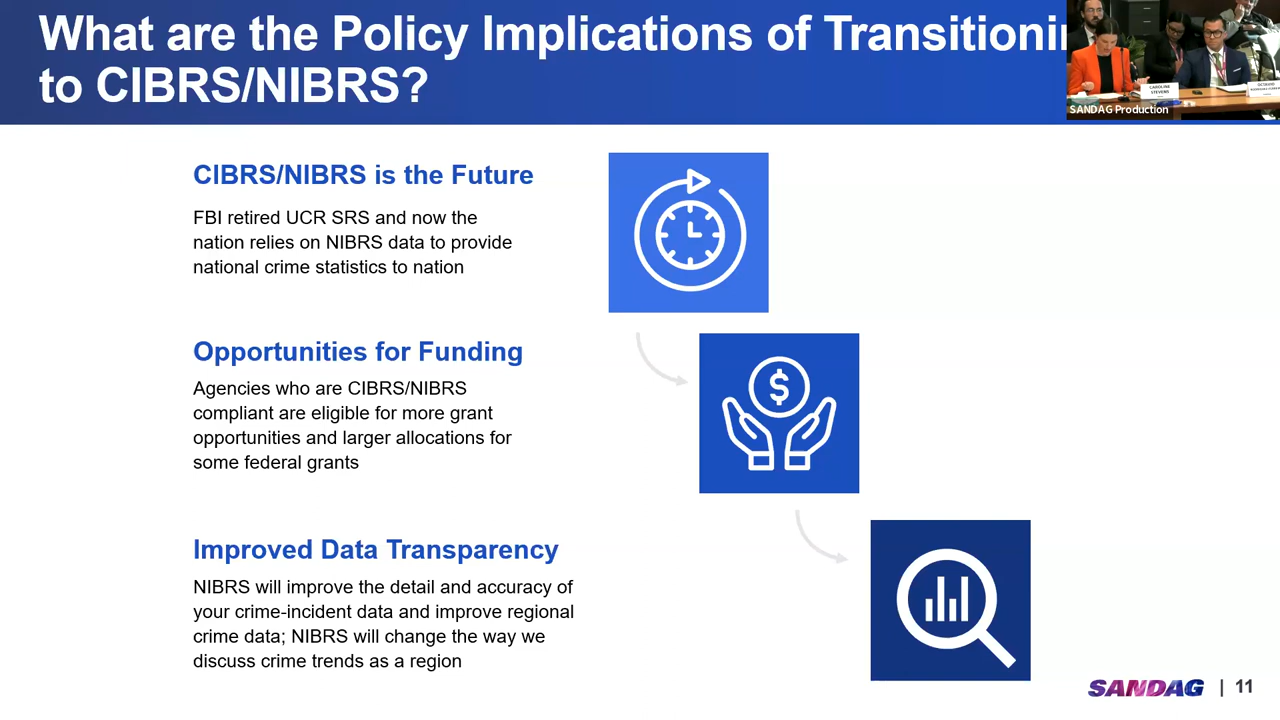 What are the Policy Implications of Transitioni
to CIBRS/NIBRS?
CAROLINE
STEVENS
OCTAVIO
SANDAG Production
CIBRS/NIBRS is the Future
FBI retired UCR SRS and now the
nation relies on NIBRS data to provide
national crime statistics to nation
Opportunities for Funding
$
Agencies who are CIBRS/NIBRS
compliant are eligible for more grant
opportunities and larger allocations for
some federal grants
Improved Data Transparency
NIBRS will improve the detail and accuracy of
your crime-incident data and improve regional
crime data; NIBRS will change the way we
discuss crime trends as a region
SANDAG | 11